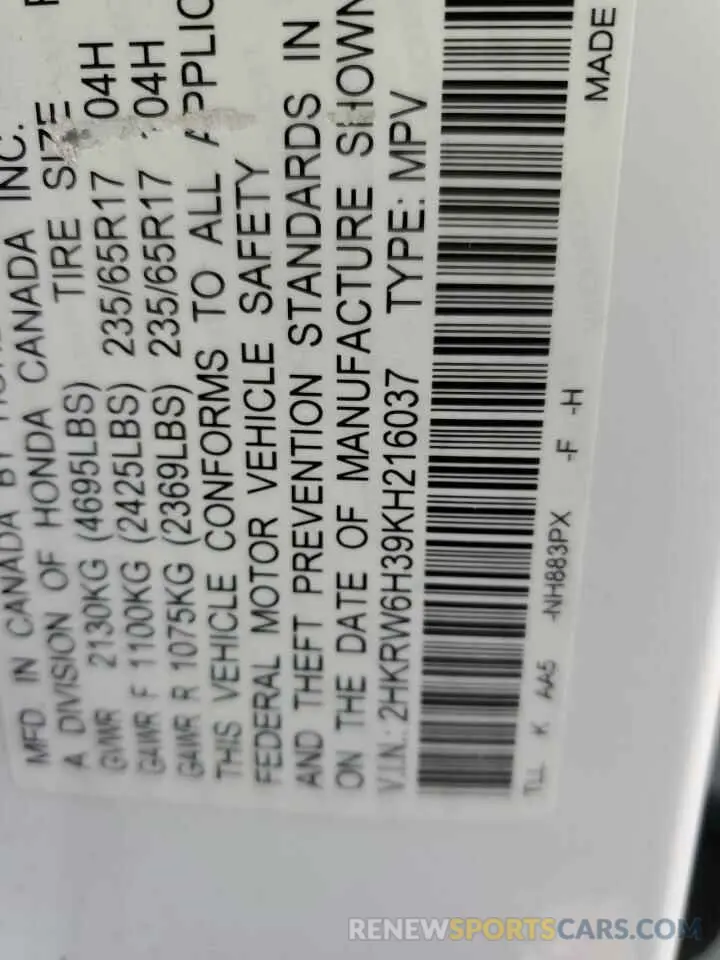 MFD. IN CANADA BY
A DIVISION OF HONDA CANADA INC.
TIRE SIZE
GVWR 2130KG (4695LBS)
GAWR F 1100KG (2425LBS) 235/65R17 104H
GAWR R 1075KG (2369LBS) 235/65R17 104H
THIS VEHICLE CONFORMS TO ALL APPLIC
FEDERAL MOTOR VEHICLE SAFETY
AND THEFT PREVENTION STANDARDS IN
ON THE DATE OF MANUFACTURE SHOWN
V.I.N.: 2HKRW6H39KH216037 TYPE: MPV
TLL K AA5 -NH883PX -F -H
MADE
RENEWSPORTSCARS.COM